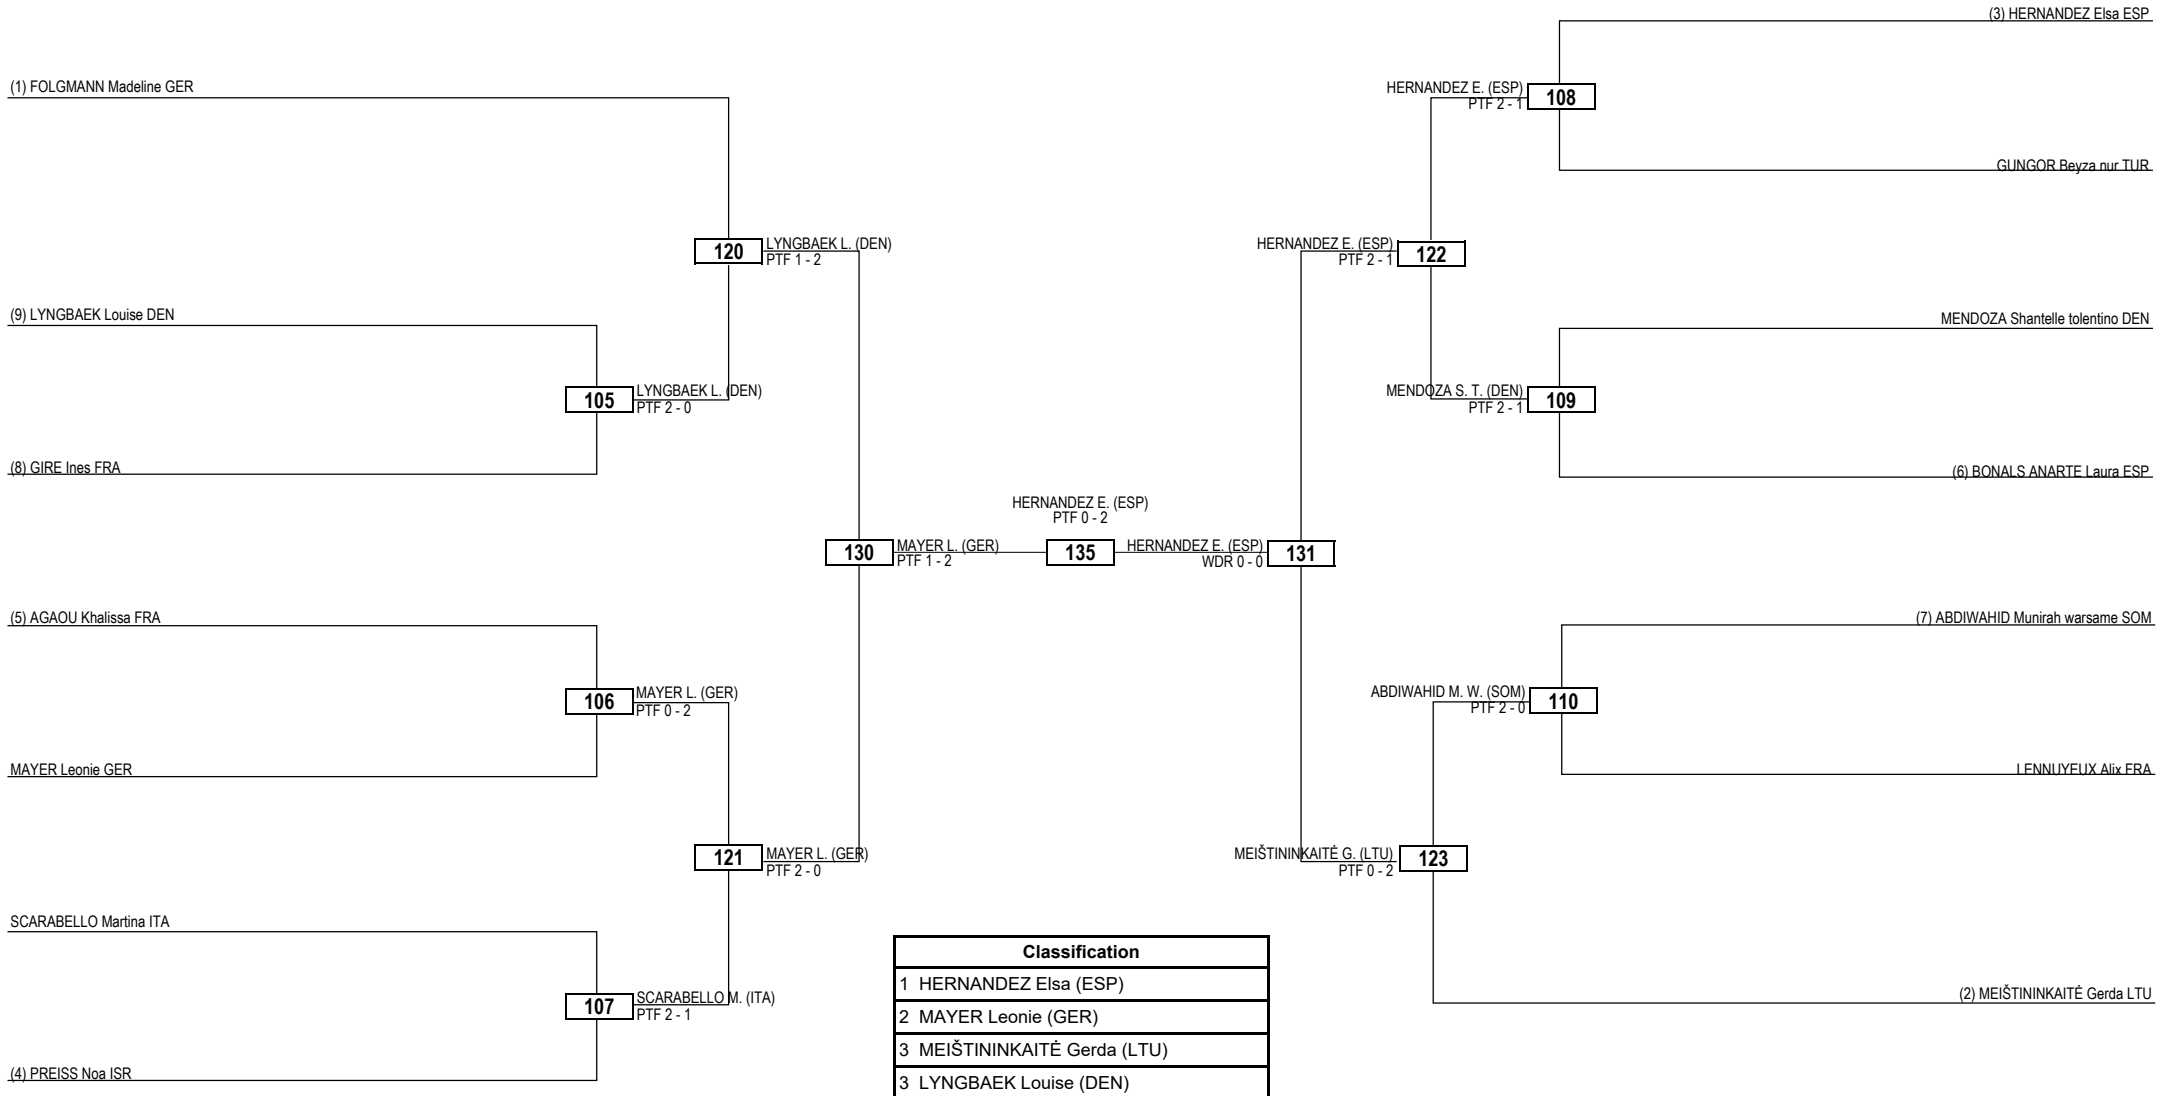 (3) HERNANDEZ Elsa ESP
(1) FOLGMANN Madeline GER
HERNANDEZ E. (ESP)
PTF 2 - 1
108
GUNGOR Beyza nur TUR
120
LYNGBAEK L. (DEN)
PTF 1 - 2
HERNANDEZ E. (ESP)
PTF 2 - 1
122
(9) LYNGBAEK Louise DEN
MENDOZA Shantelle tolentino DEN
105
LYNGBAEK L. (DEN)
PTF 2 - 0
MENDOZA S. T. (DEN)
PTF 2 - 1
109
(8) GIRE Ines FRA
(6) BONALS ANARTE Laura ESP
HERNANDEZ E. (ESP)
PTF 0 - 2
130
MAYER L. (GER)
PTF 1 - 2
135
HERNANDEZ E. (ESP)
WDR 0 - 0
131
(5) AGAOU Khalissa FRA
(7) ABDIWAHID Munirah warsame SOM
106
MAYER L. (GER)
PTF 0 - 2
ABDIWAHID M. W. (SOM)
PTF 2 - 0
110
MAYER Leonie GER
LENNUYEUX Alix FRA
121
MAYER L. (GER)
PTF 2 - 0
MEIŠTININKAITĖ G. (LTU)
PTF 0 - 2
123
SCARABELLO Martina ITA
107
SCARABELLO M. (ITA)
PTF 2 - 1
(2) MEIŠTININKAITĖ Gerda LTU
(4) PREISS Noa ISR
Classification
1 HERNANDEZ Elsa (ESP)
2 MAYER Leonie (GER)
3 MEIŠTININKAITĖ Gerda (LTU)
3 LYNGBAEK Louise (DEN)